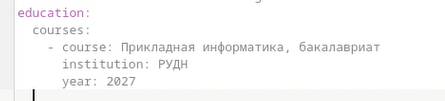 education:
  courses:
    - course: Прикладная информатика, бакалавриат
      institution: РУДН
      year: 2027